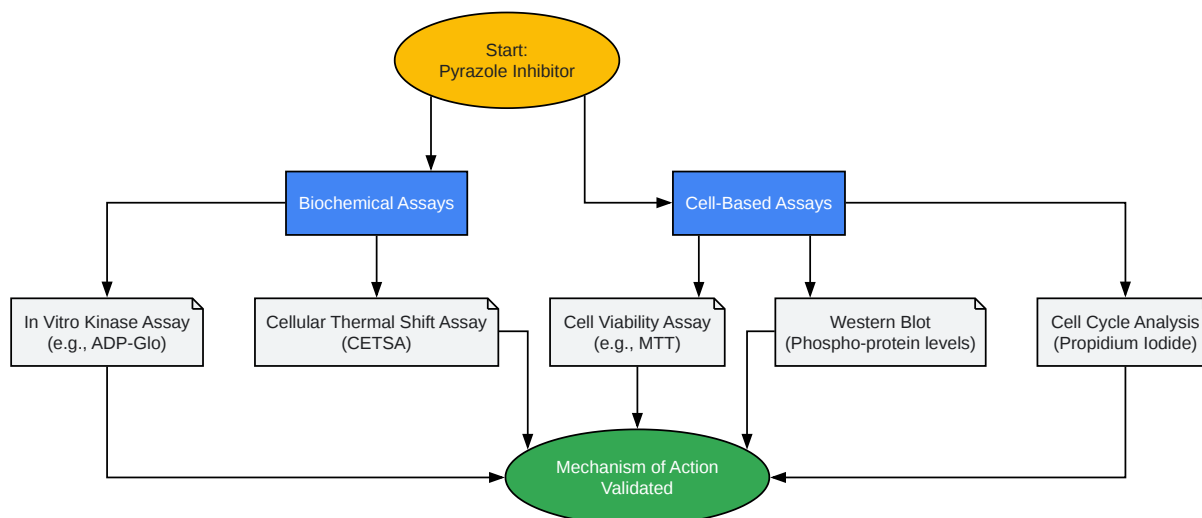 Start:
Pyrazole Inhibitor
Biochemical Assays
Cell-Based Assays
In Vitro Kinase Assay
(e.g., ADP-Glo)
Cellular Thermal Shift Assay
(CETSA)
Cell Viability Assay
(e.g., MTT)
Western Blot
(Phospho-protein levels)
Cell Cycle Analysis
(Propidium Iodide)
Mechanism of Action
Validated